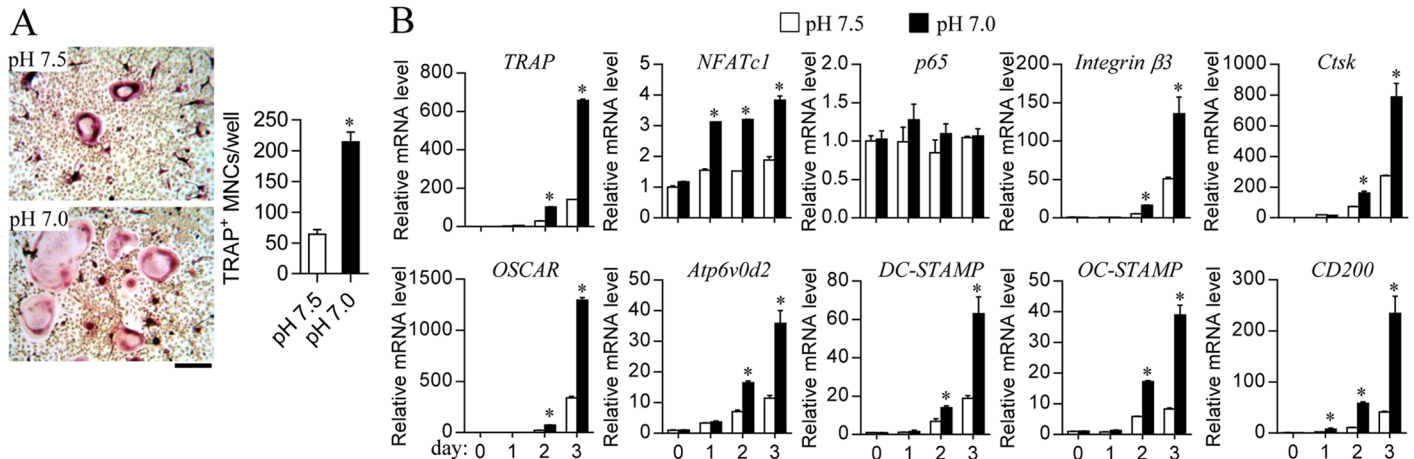 A
pH 7.5
pH 7.0
TRAP+ MNCs/well
250
200
150
100
50
0
*
pH 7.5
pH 7.0
B
pH 7.5 pH 7.0
TRAP
Relative mRNA level
800
600
400
200
0
* *
NFATc1
Relative mRNA level
5
4
3
2
1
0
* * *
p65
Relative mRNA level
2.0
1.5
1.0
0.5
0.0
Integrin β3
Relative mRNA level
200
150
100
50
0
* *
Ctsk
Relative mRNA level
1000
800
600
400
200
0
* *
OSCAR
Relative mRNA level
1500
1000
500
0
* *
day: 0 1 2 3
Atp6v0d2
Relative mRNA level
50
40
30
20
10
0
* *
0 1 2 3
DC-STAMP
Relative mRNA level
80
60
40
20
0
* *
0 1 2 3
OC-STAMP
Relative mRNA level
50
40
30
20
10
0
* *
0 1 2 3
CD200
Relative mRNA level
300
200
100
0
* * *
0 1 2 3